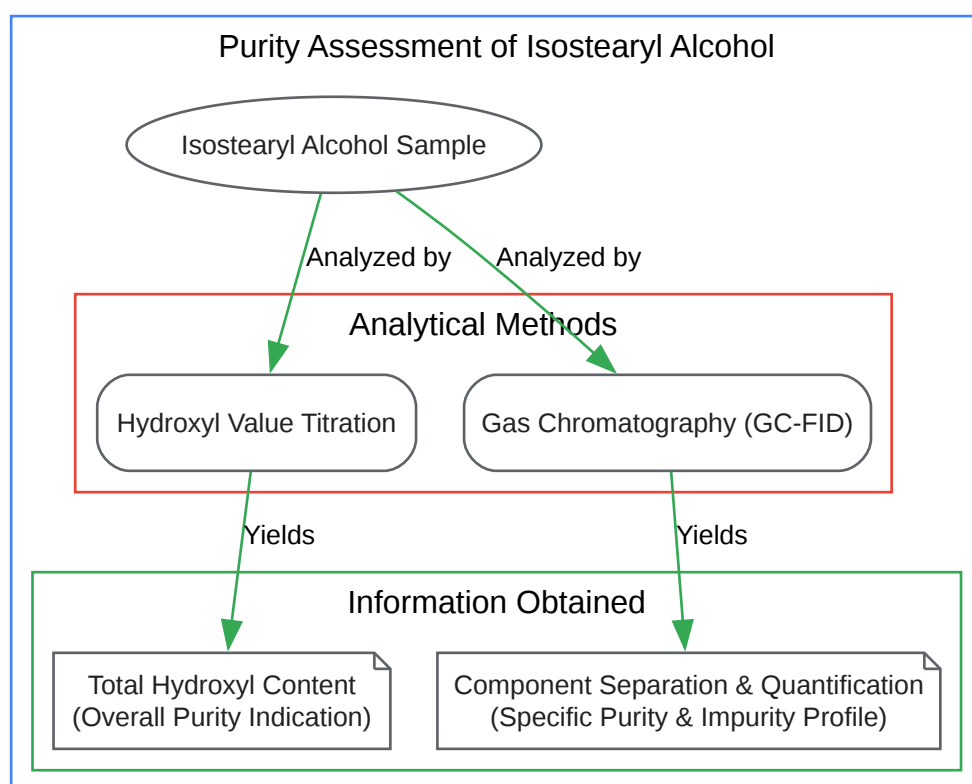 Purity Assessment of Isostearyl Alcohol
Isostearyl Alcohol Sample
Analyzed by
Analyzed by
Analytical Methods
Hydroxyl Value Titration
Gas Chromatography (GC-FID)
Yields
Yields
Information Obtained
Total Hydroxyl Content
(Overall Purity Indication)
Component Separation & Quantification
(Specific Purity & Impurity Profile)